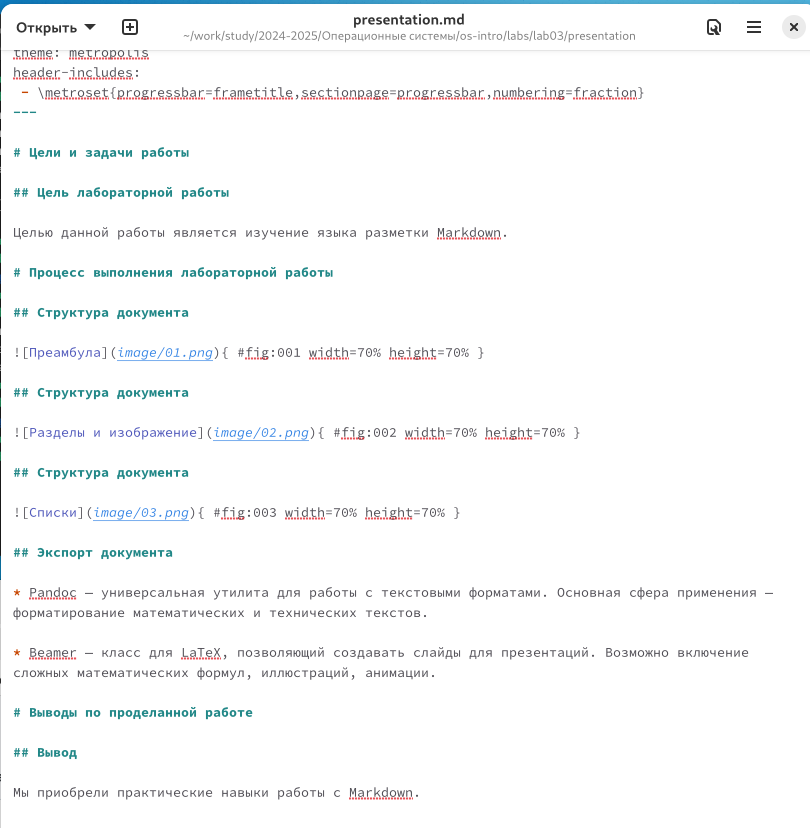 Открыть
presentation.md
~/work/study/2024-2025/Операционные системы/os-intro/labs/lab03/presentation
theme: metropolis
header-includes:
 - \metroset{progressbar=frametitle,sectionpage=progressbar,numbering=fraction}
---
# Цели и задачи работы
## Цель лабораторной работы
Целью данной работы является изучение языка разметки Markdown.
# Процесс выполнения лабораторной работы
## Структура документа
![Преамбула](image/01.png){ #fig:001 width=70% height=70% }
## Структура документа
![Разделы и изображение](image/02.png){ #fig:002 width=70% height=70% }
## Структура документа
![Списки](image/03.png){ #fig:003 width=70% height=70% }
## Экспорт документа
* Pandoc — универсальная утилита для работы с текстовыми форматами. Основная сфера применения —
форматирование математических и технических текстов.
* Beamer — класс для LaTeX, позволяющий создавать слайды для презентаций. Возможно включение
сложных математических формул, иллюстраций, анимации.
# Выводы по проделанной работе
## Вывод
Мы приобрели практические навыки работы с Markdown.